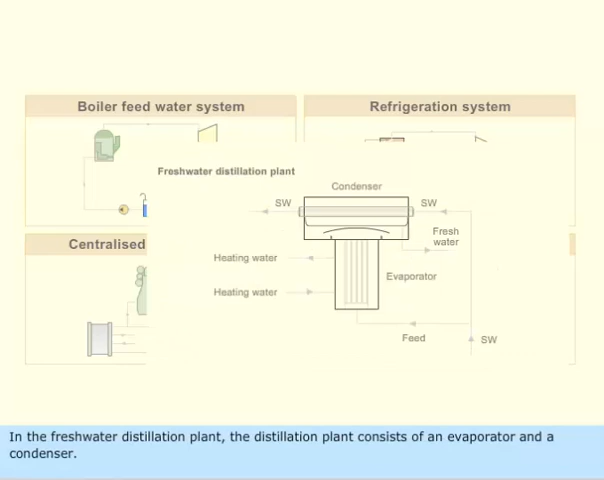 Boiler feed water system
Refrigeration system
Freshwater distillation plant
Condenser
SW
SW
Fresh
water
Centralised
Heating water
Evaporator
Heating water
Feed
SW
In the freshwater distillation plant, the distillation plant consists of an evaporator and a
condenser.